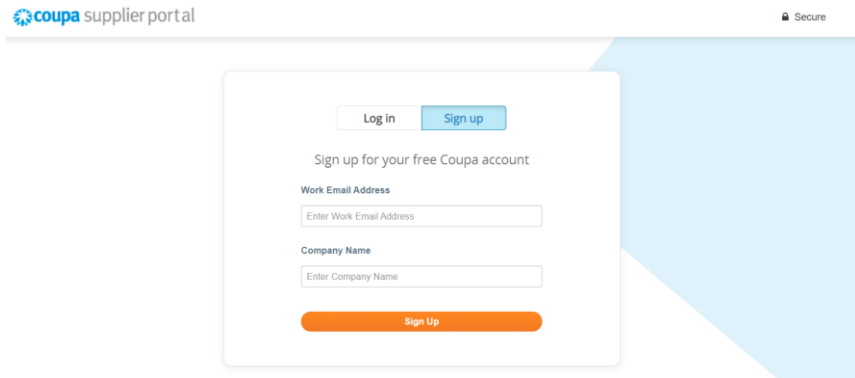 coupa supplier portal
Secure
Log in
Sign up
Sign up for your free Coupa account
Work Email Address
Enter Work Email Address
Company Name
Enter Company Name
Sign Up